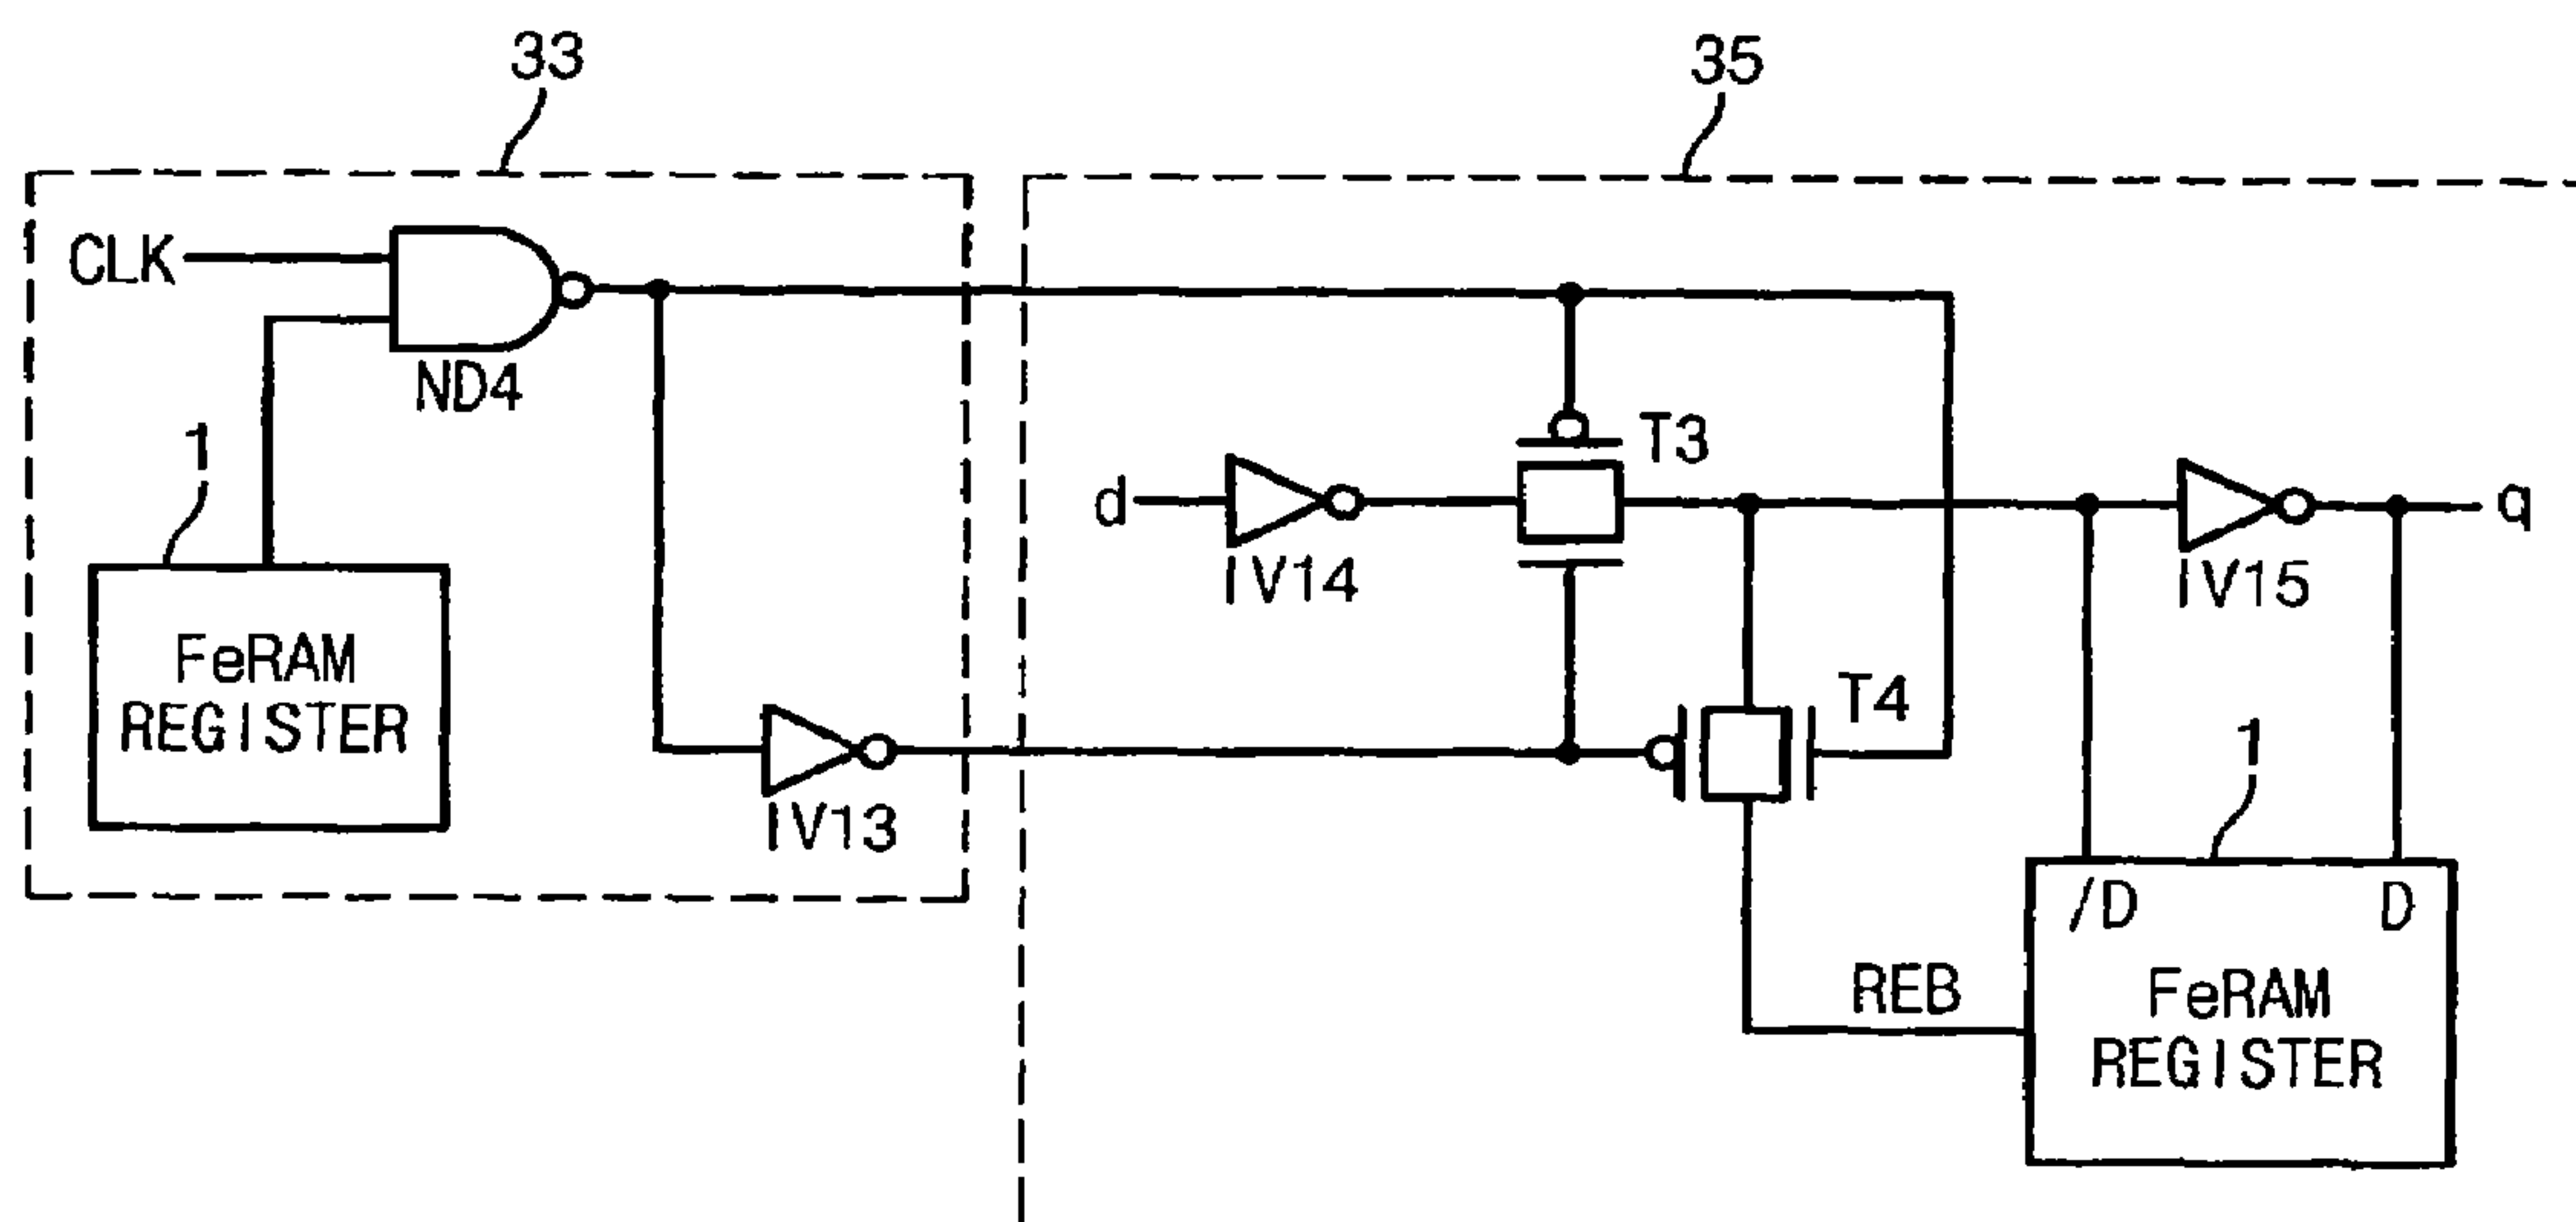 33
35
CLK
ND4
1
T3
d
q
IV14
IV15
FeRAM
REGISTER
T4
1
IV13
/D
D
REB
FeRAM
REGISTER